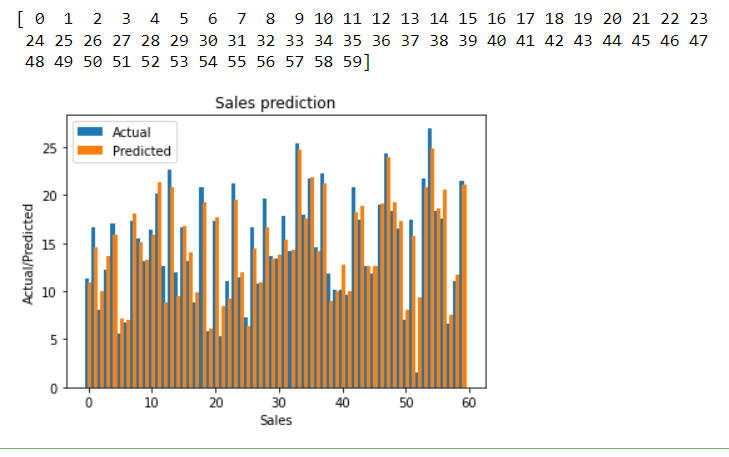 [ 0 1 2 3 4 5 6 7 8 9 10 11 12 13 14 15 16 17 18 19 20 21 22 23
24 25 26 27 28 29 30 31 32 33 34 35 36 37 38 39 40 41 42 43 44 45 46 47
48 49 50 51 52 53 54 55 56 57 58 59]
Sales prediction
Actual
Predicted
Actual/Predicted
25
20
15
10
5
0
0 10 20 30 40 50 60
Sales